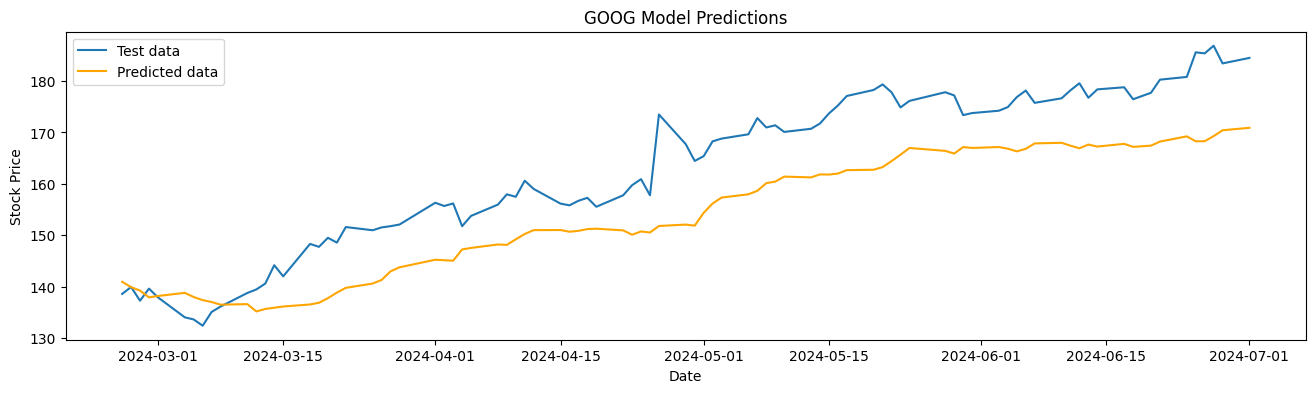 GOOG Model Predictions
Test data
Predicted data
Stock Price
180
170
160
150
140
130
2024-03-01 2024-03-15 2024-04-01 2024-04-15 2024-05-01 2024-05-15 2024-06-01 2024-06-15 2024-07-01
Date